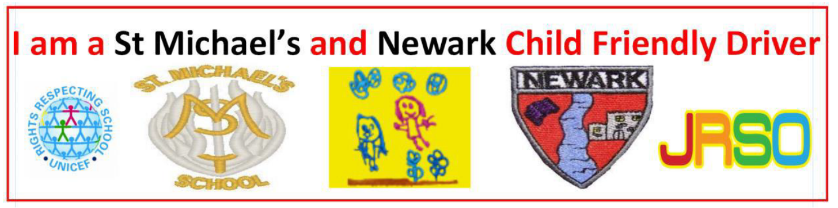 I am a St Michael's and Newark Child Friendly Driver
RIGHTS RESPECTING SCHOOL
UNICEF
ST. MICHAEL'S
SCHOOL
NEWARK
JRSO